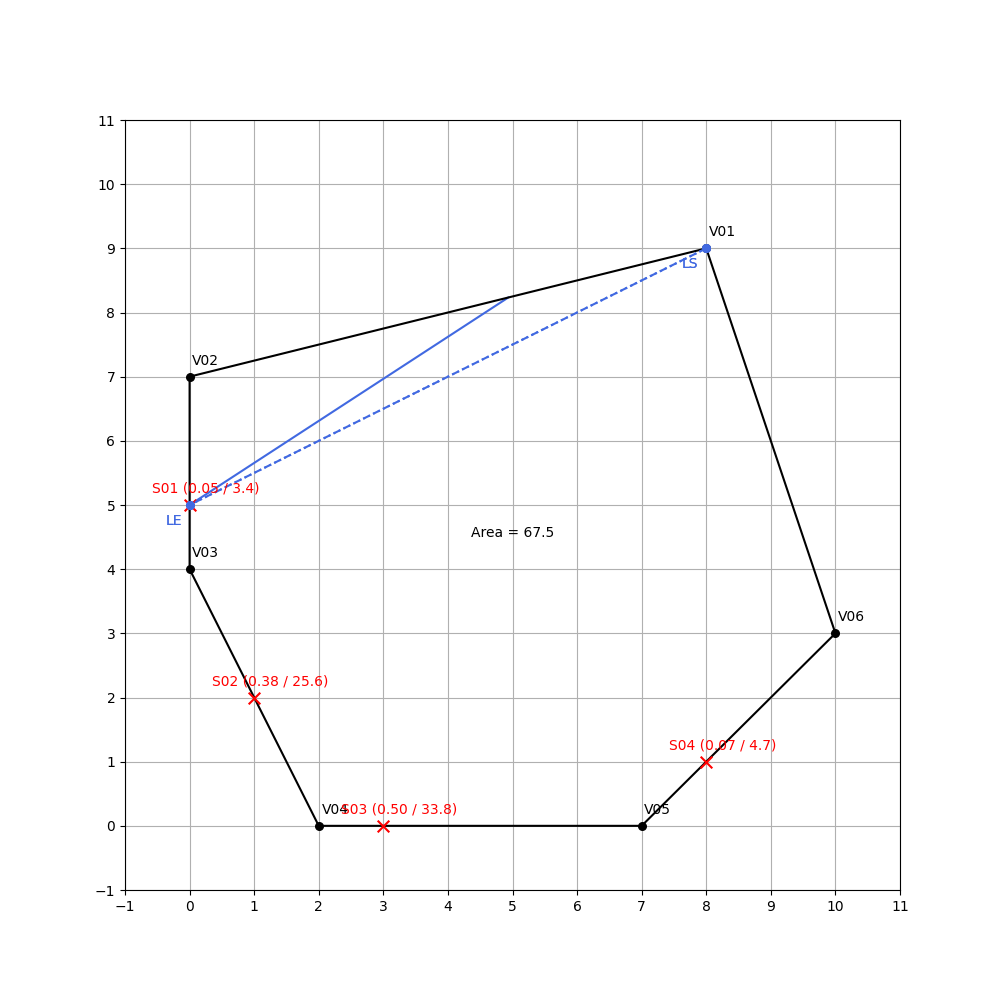 11
10
9
8
7
6
5
4
3
2
1
0
−1
V01
LS
V02
S01 (0.05 / 3.4)
LE
Area = 67.5
V03
V06
S02 (0.38 / 25.6)
S04 (0.07 / 4.7)
V04
S03 (0.50 / 33.8)
V05
−1 0 1 2 3 4 5 6 7 8 9 10 11